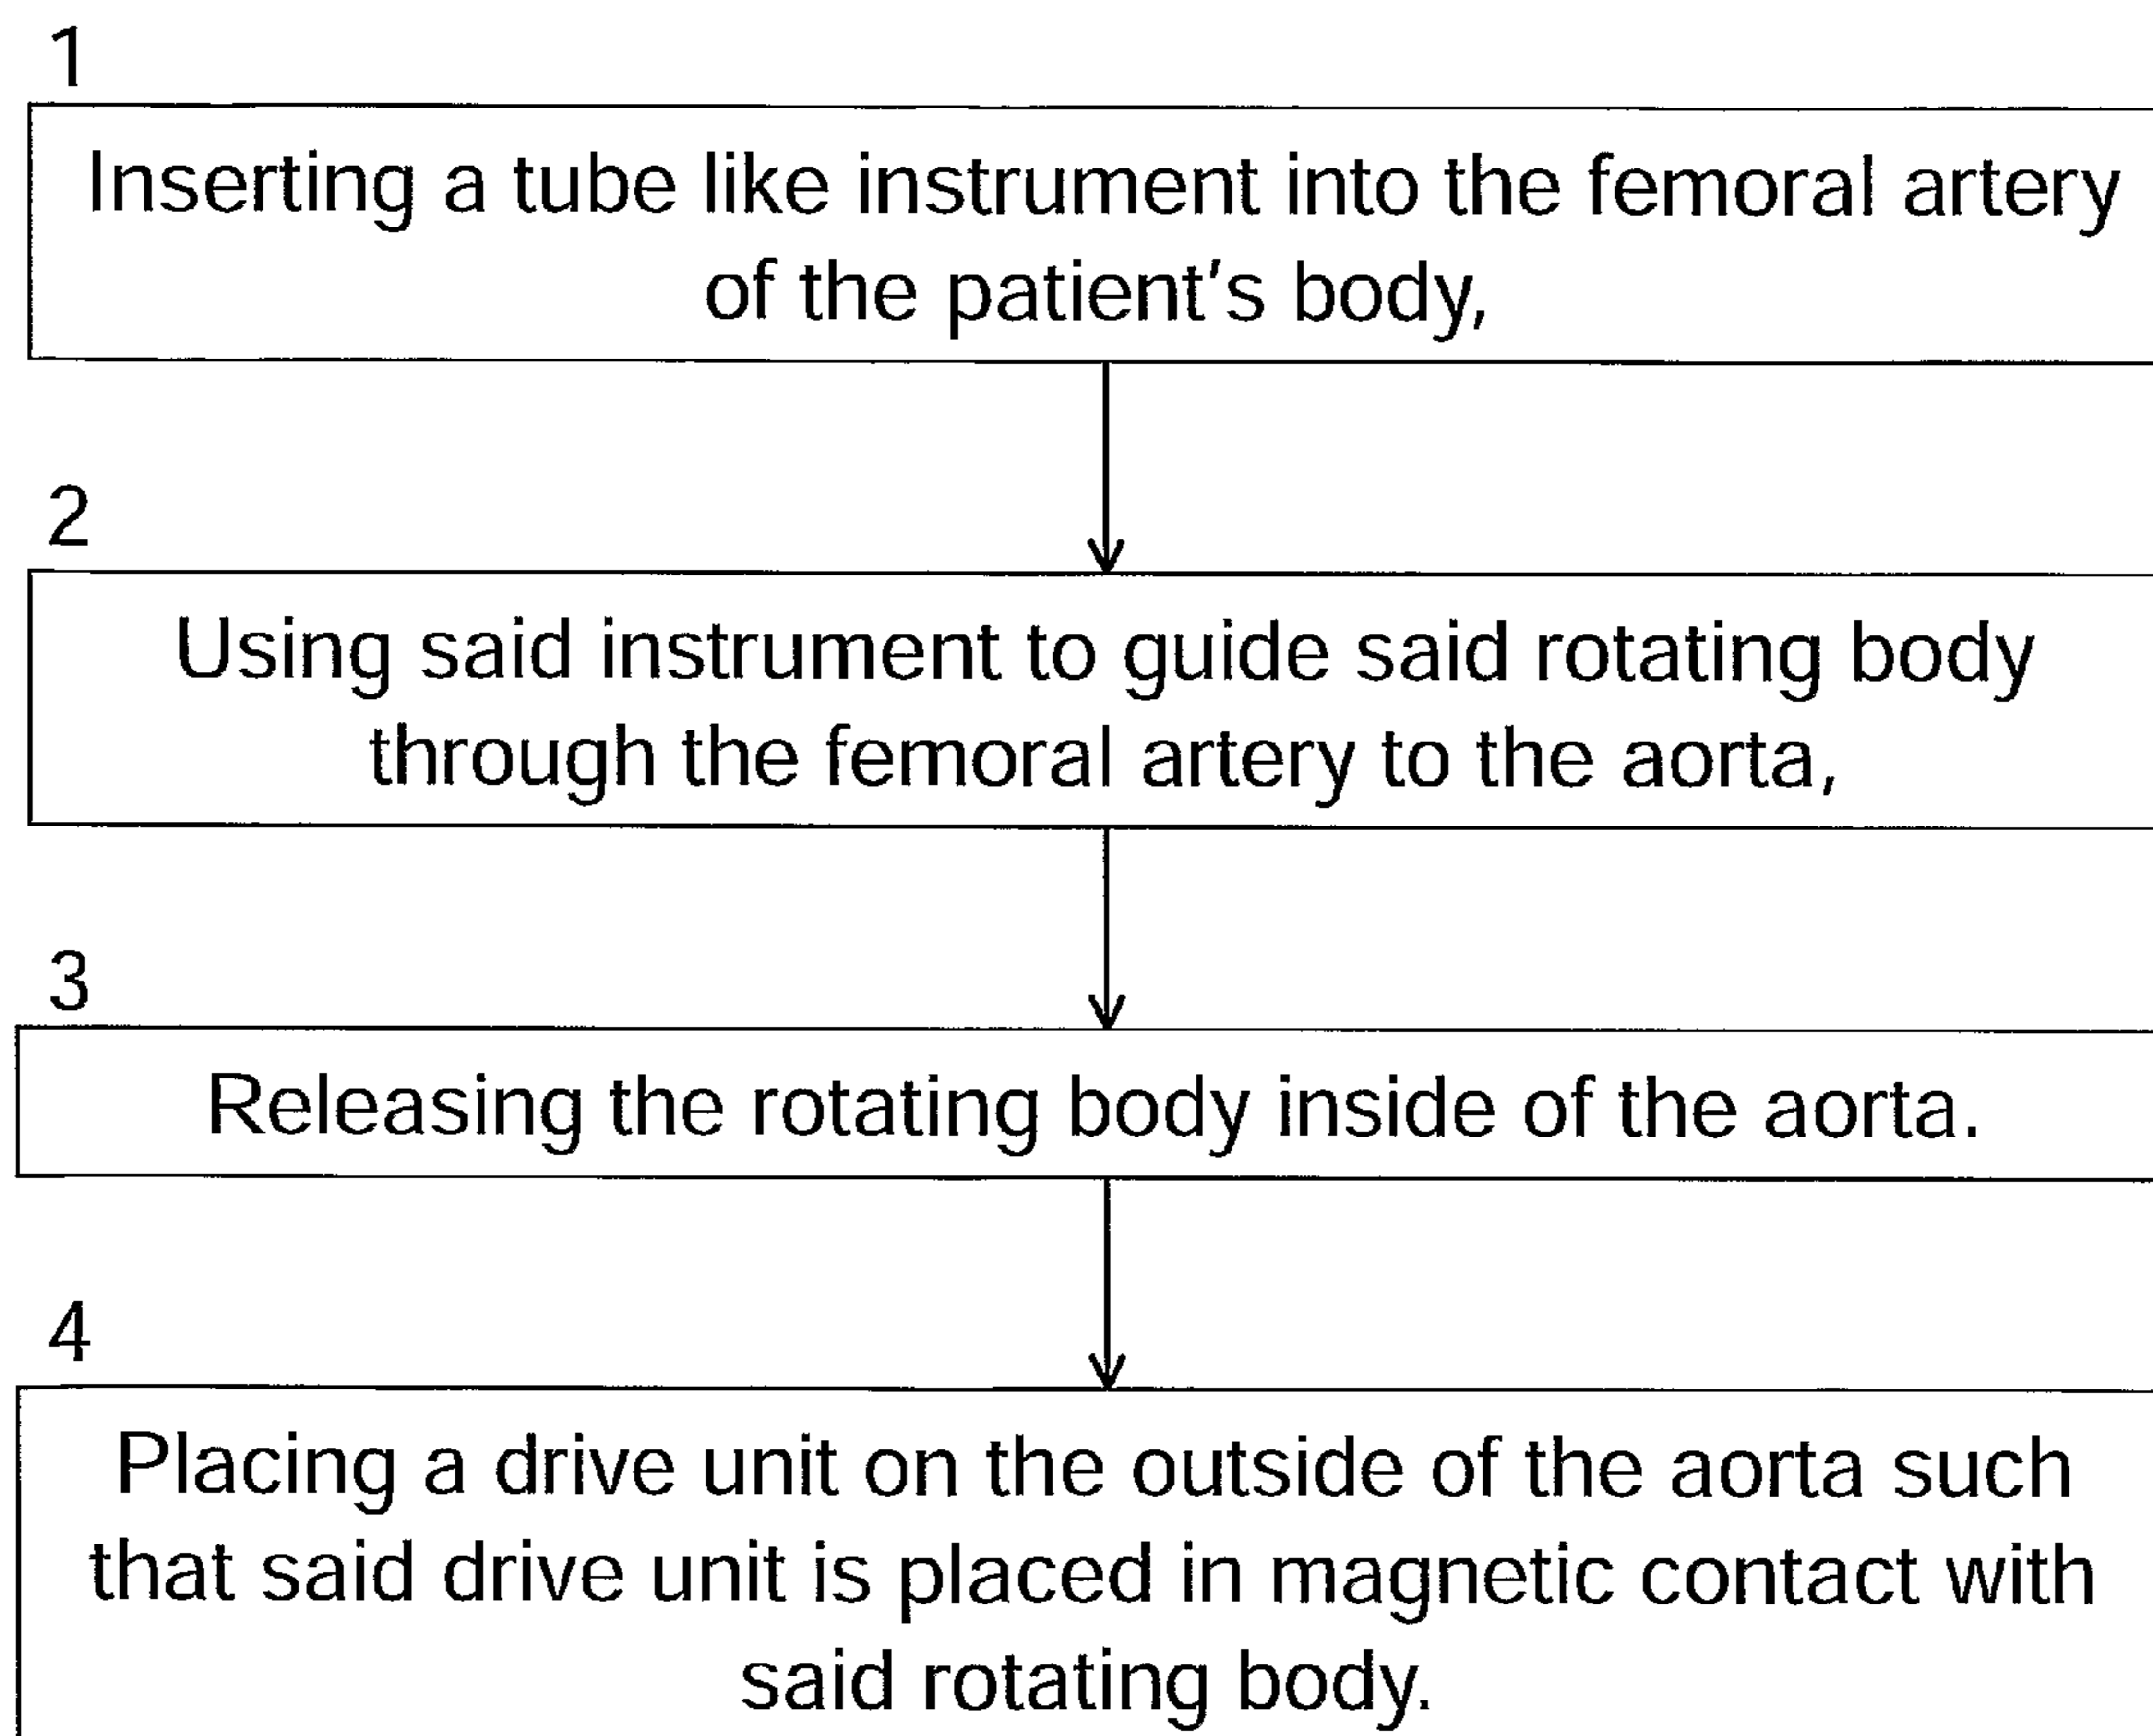 1
Inserting a tube like instrument into the femoral artery
of the patient's body,
2
Using said instrument to guide said rotating body
through the femoral artery to the aorta,
3
Releasing the rotating body inside of the aorta.
4
Placing a drive unit on the outside of the aorta such
that said drive unit is placed in magnetic contact with
said rotating body.